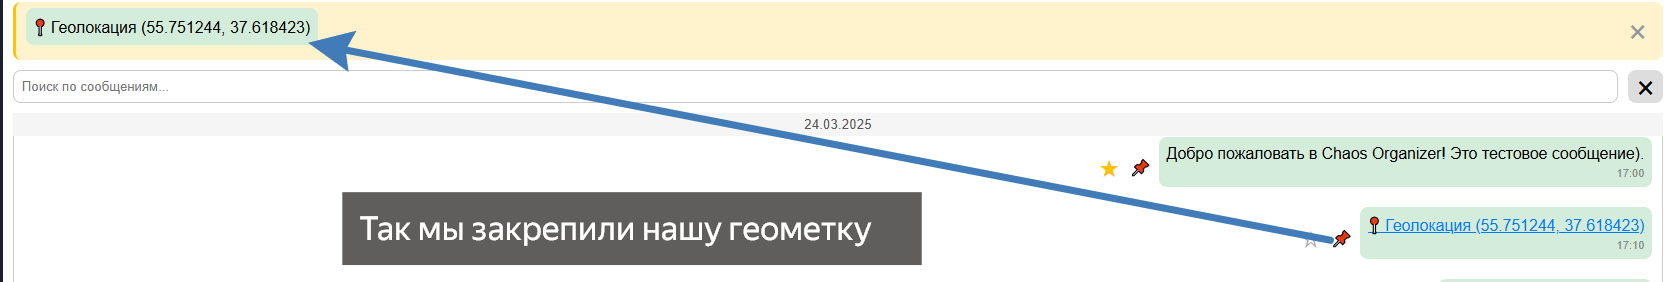 Геолокация (55.751244, 37.618423)
Поиск по сообщениям...
24.03.2025
Добро пожаловать в Chaos Organizer! Это тестовое сообщение).
17:00
Так мы закрепили нашу геометку
Геолокация (55.751244, 37.618423)
17:10